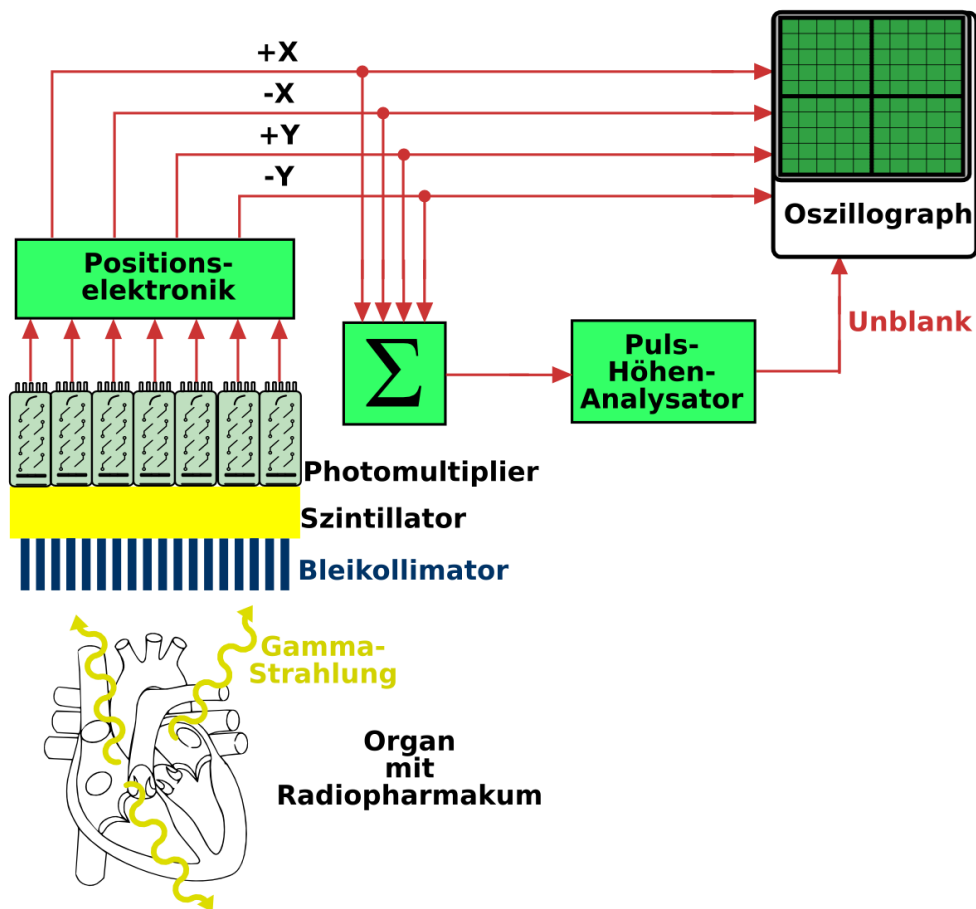 +X
-X
+Y
-Y
Oszillograph
Positions-
elektronik
Unblank
Σ
Puls-
Höhen-
Analysator
Photomultiplier
Szintillator
Bleikollimator
Gamma-
Strahlung
Organ
mit
Radiopharmakum